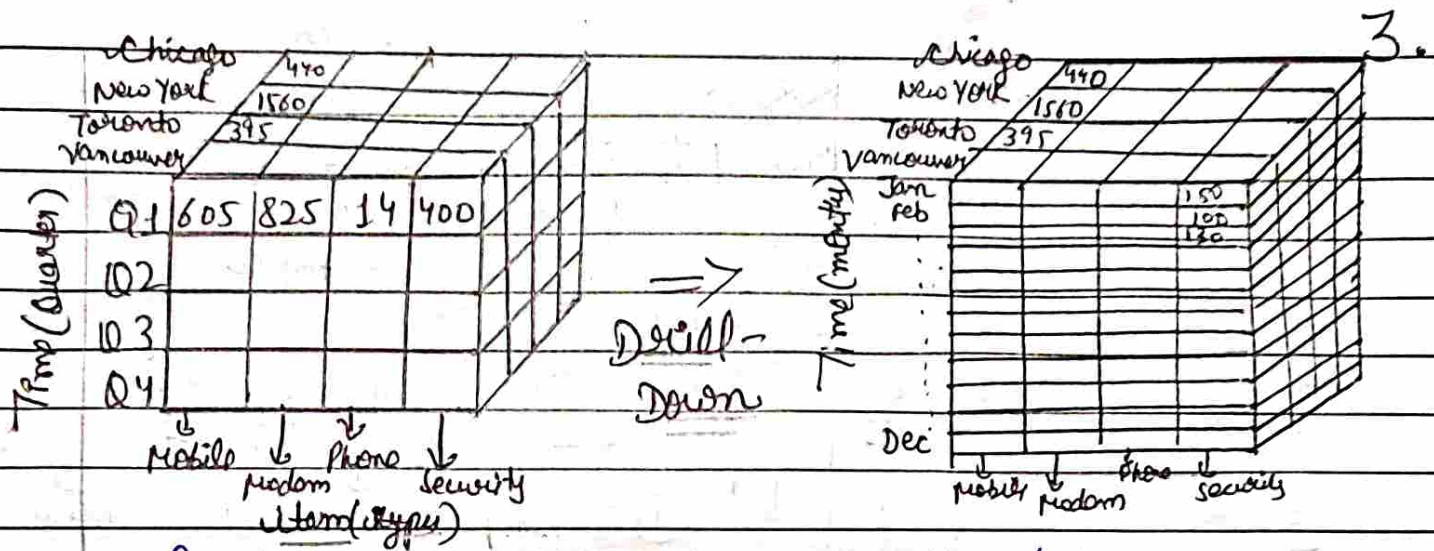 3.
Chicago
440
New York
1560
Toronto
395
Vancouver
Time (Quarter)
Q1 605 825 14 400
Q2
Q3
Q4
Mobile
Modem
Phone
Security
Item (types)
=>
Drill-
Down
Chicago
440
New York
1560
Toronto
395
Vancouver
Time (monthly)
Jan 150
Feb 100
150
Dec
Mobile
Modem
Phone
Security